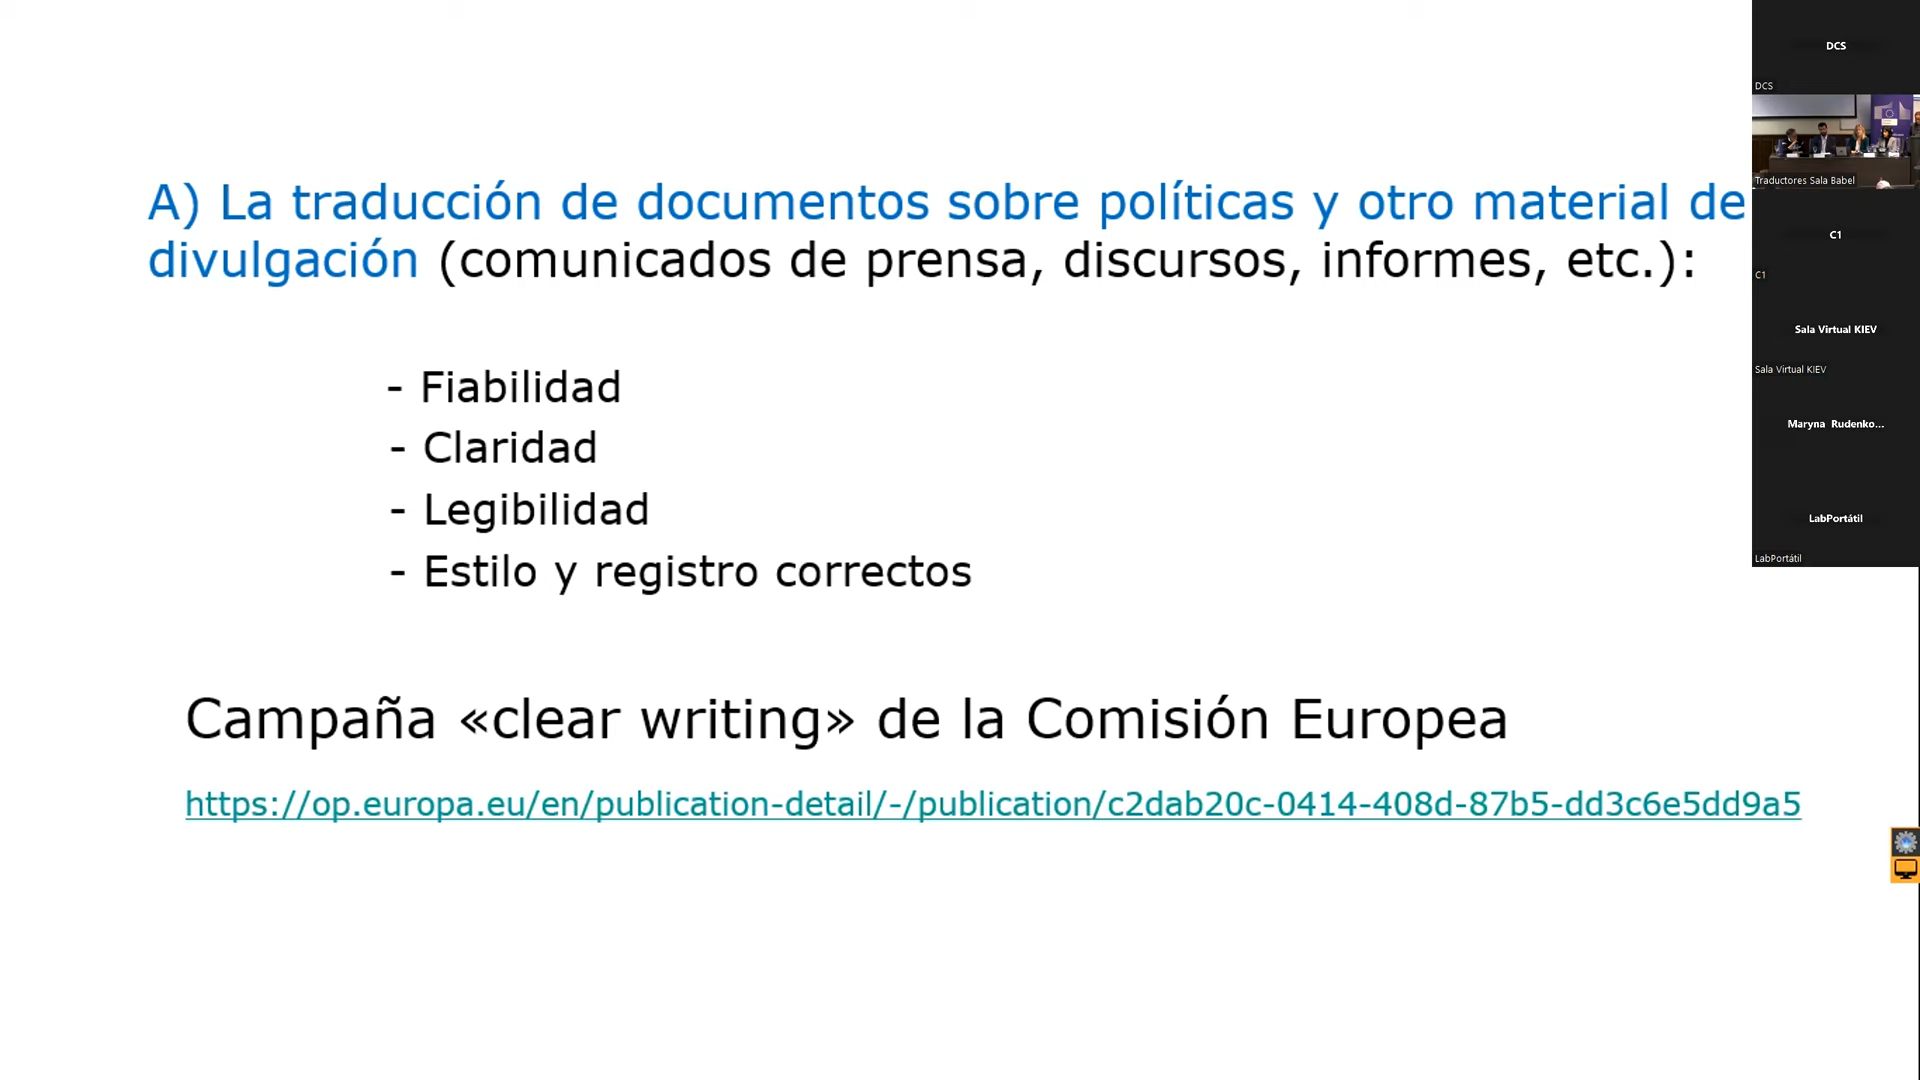 A) La traducción de documentos sobre políticas y otro material de
divulgación (comunicados de prensa, discursos, informes, etc.):
- Fiabilidad
- Claridad
- Legibilidad
- Estilo y registro correctos
Campaña «clear writing» de la Comisión Europea
https://op.europa.eu/en/publication-detail/-/publication/c2dab20c-0414-408d-87b5-dd3c6e5dd9a5
DCS
DCS
Traductores Sala Babel
C1
C1
Sala Virtual KIEV
Sala Virtual KIEV
Maryna Rudenko...
LabPortátil
LabPortátil